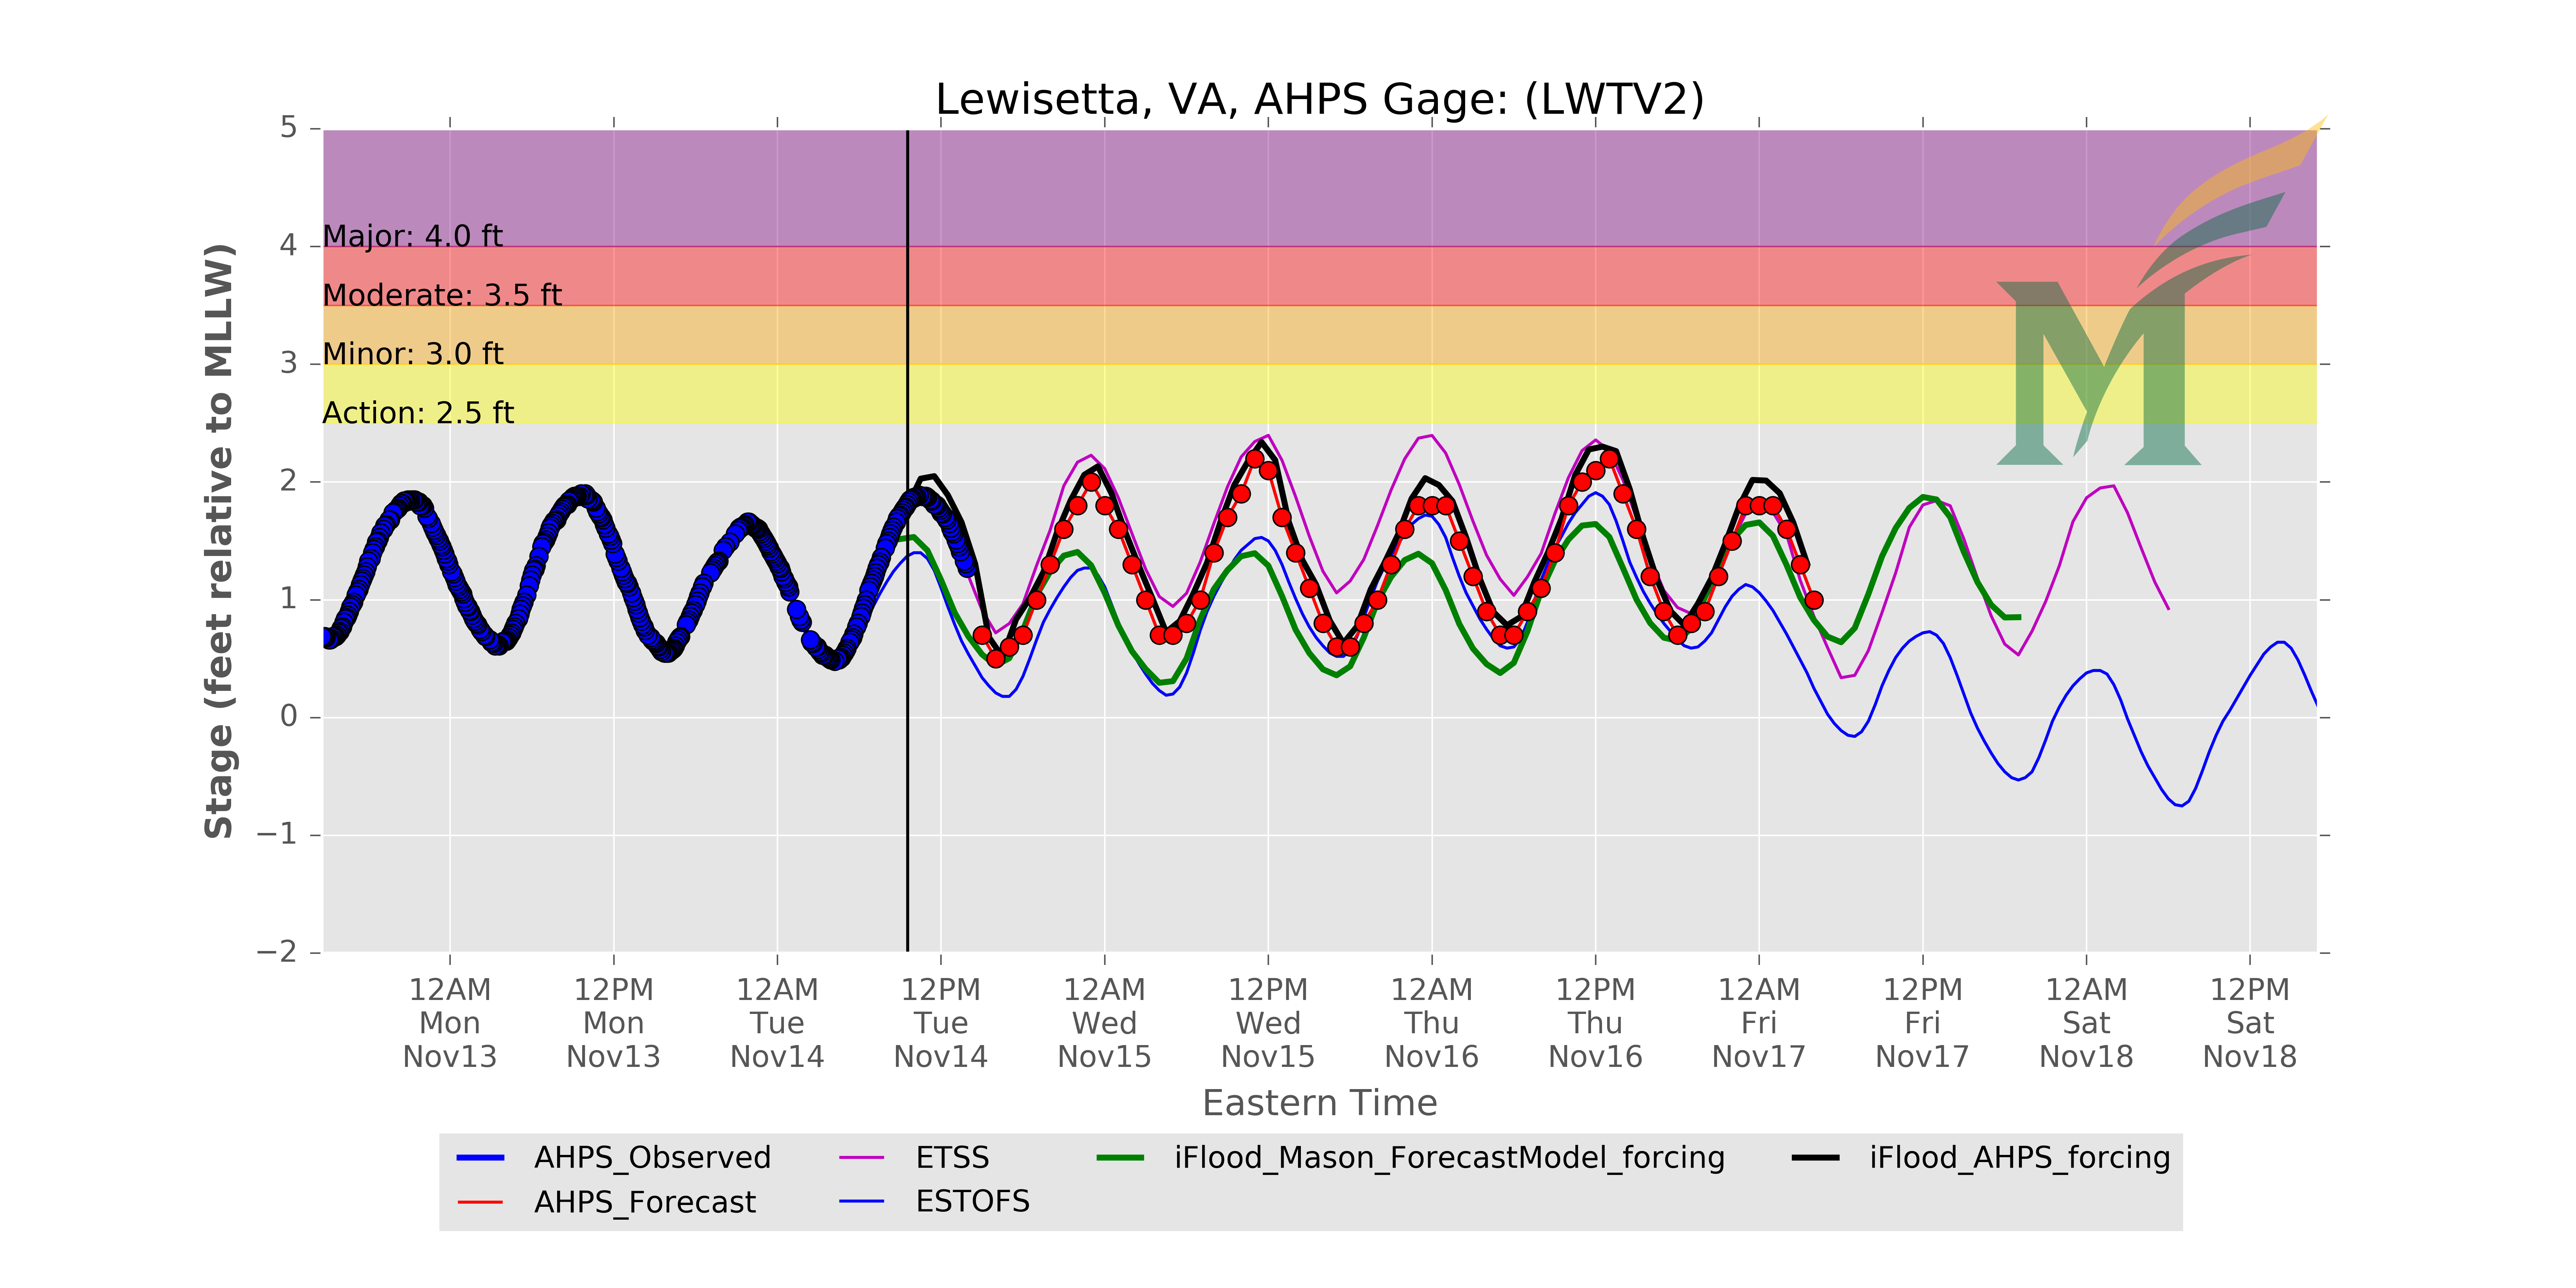 Lewisetta, VA, AHPS Gage: (LWTV2)
5
4
3
2
1
0
−1
−2
Stage (feet relative to MLLW)
Major: 4.0 ft
Moderate: 3.5 ft
Minor: 3.0 ft
Action: 2.5 ft
M
12AM Mon Nov13
12PM Mon Nov13
12AM Tue Nov14
12PM Tue Nov14
12AM Wed Nov15
12PM Wed Nov15
12AM Thu Nov16
12PM Thu Nov16
12AM Fri Nov17
12PM Fri Nov17
12AM Sat Nov18
12PM Sat Nov18
Eastern Time
AHPS_Observed
AHPS_Forecast
ETSS
ESTOFS
iFlood_Mason_ForecastModel_forcing
iFlood_AHPS_forcing